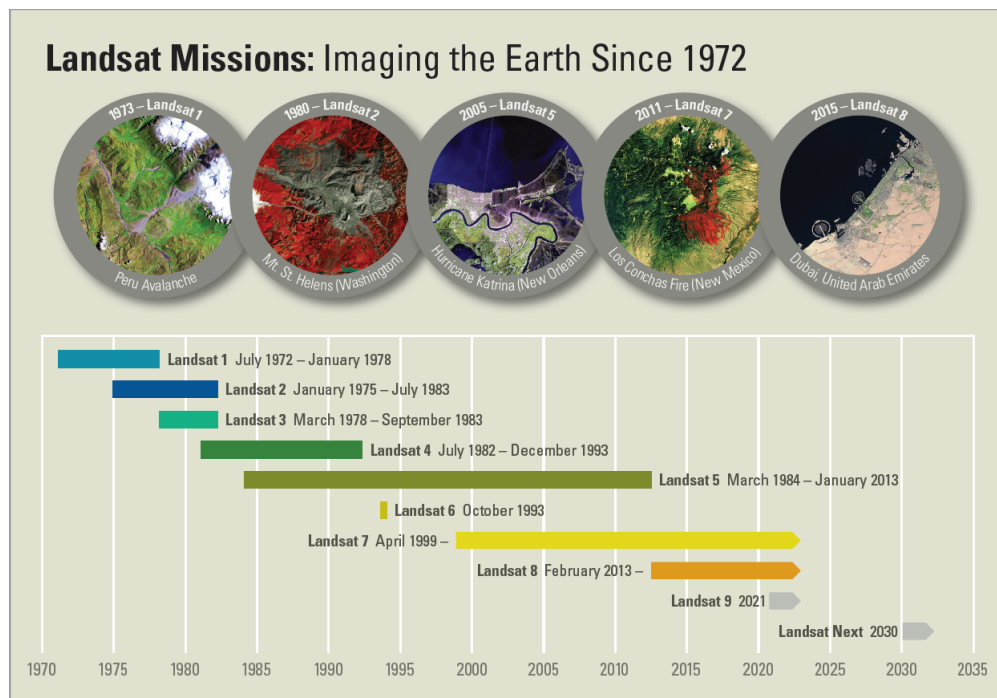 Landsat Missions: Imaging the Earth Since 1972
1973 – Landsat 1
1980 – Landsat 2
2005 – Landsat 5
2011 – Landsat 7
2015 – Landsat 8
Peru Avalanche
Mt. St. Helens (Washington)
Hurricane Katrina (New Orleans)
Los Conchas Fire (New Mexico)
Dubai, United Arab Emirates
Landsat 1 July 1972 – January 1978
Landsat 2 January 1975 – July 1983
Landsat 3 March 1978 – September 1983
Landsat 4 July 1982 – December 1993
Landsat 5 March 1984 – January 2013
Landsat 6 October 1993
Landsat 7 April 1999 –
Landsat 8 February 2013 –
Landsat 9 2021
Landsat Next 2030
1970 1975 1980 1985 1990 1995 2000 2005 2010 2015 2020 2025 2030 2035